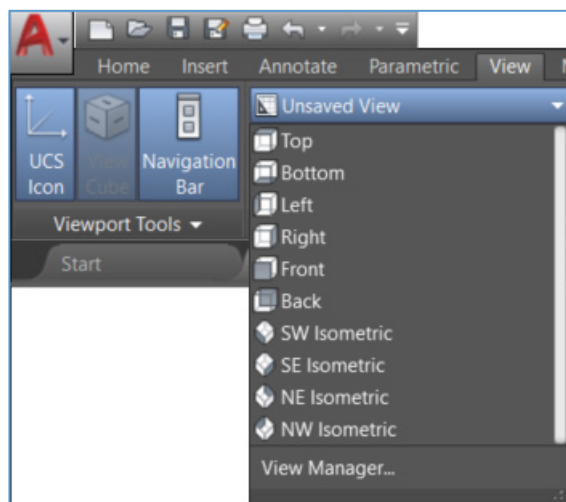 A
Home Insert Annotate Parametric View
Unsaved View
UCS Icon
View Cube
Navigation Bar
Viewport Tools
Start
Top
Bottom
Left
Right
Front
Back
SW Isometric
SE Isometric
NE Isometric
NW Isometric
View Manager...